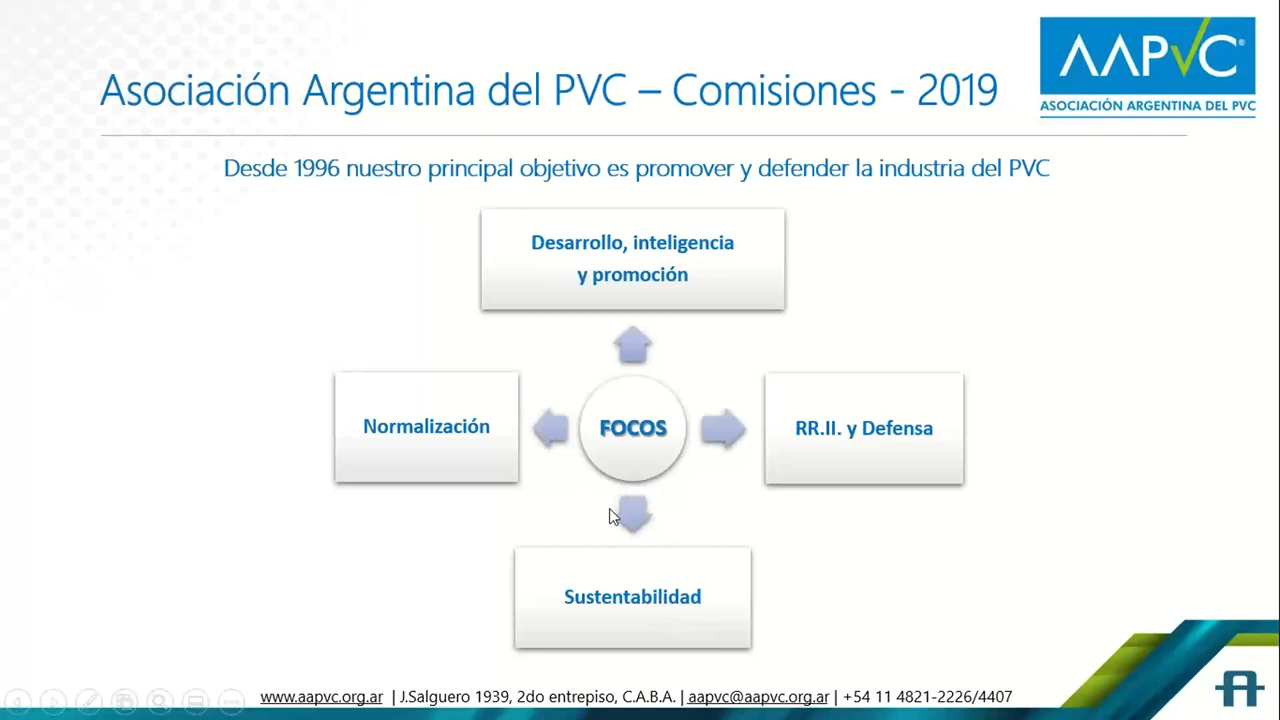 AAPVC®
ASOCIACIÓN ARGENTINA DEL PVC
Asociación Argentina del PVC – Comisiones - 2019
Desde 1996 nuestro principal objetivo es promover y defender la industria del PVC
Desarrollo, inteligencia
y promoción
Normalización
FOCOS
RR.II. y Defensa
Sustentabilidad
www.aapvc.org.ar | J.Salguero 1939, 2do entrepiso, C.A.B.A. | aapvc@aapvc.org.ar | +54 11 4821-2226/4407